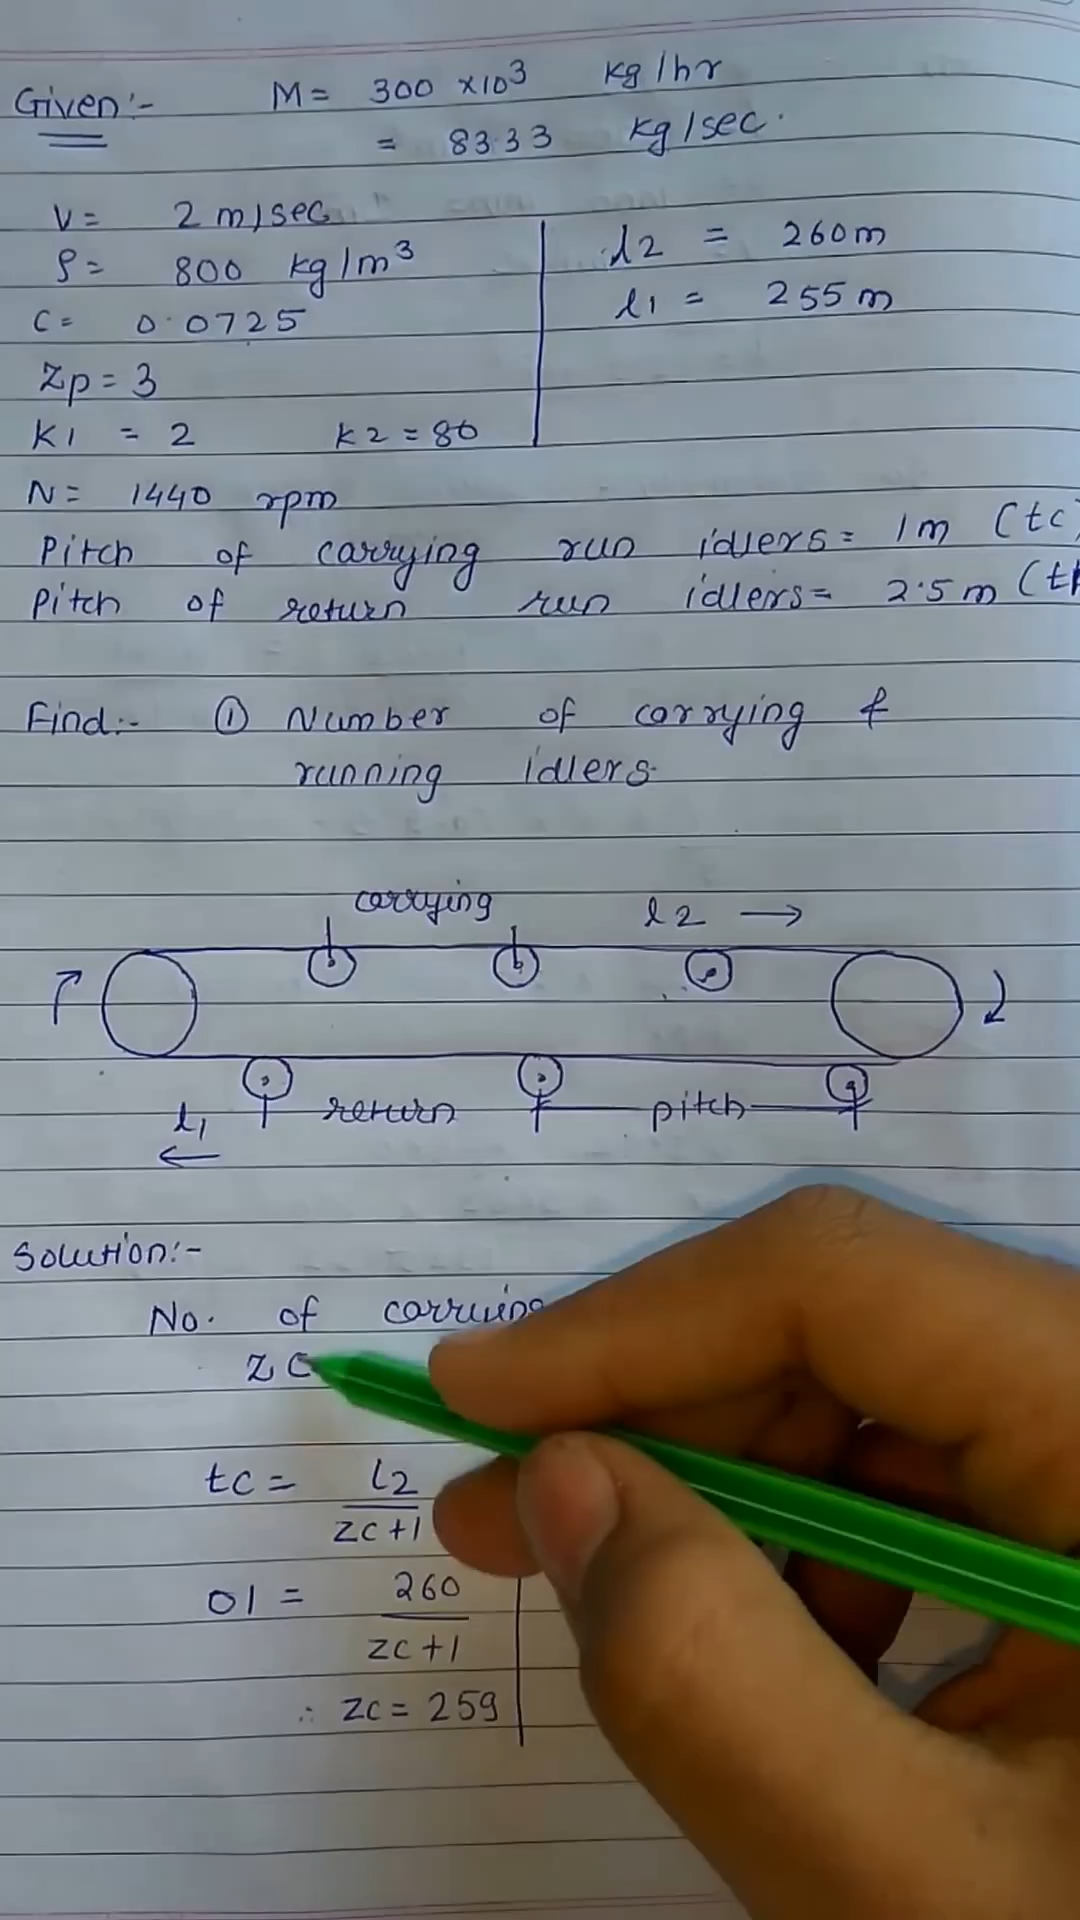 Given:- M = 300 ×10³ kg/hr
= 83.33 kg/sec.
V = 2 m/sec
ρ = 800 kg/m³
C = 0.0725
Zp = 3
K1 = 2 K2 = 80
l2 = 260m
l1 = 255m
N = 1440 rpm
Pitch of carrying run idlers = 1m (tc)
Pitch of return run idlers = 2.5m (t
Find:- ① Number of carrying &
running idlers.
carrying l2 →
l1 return pitch
←
Solution:-
No. of carrying
ZC
tc = l2
zc+1
01 = 260
zc+1
∴ zc = 259